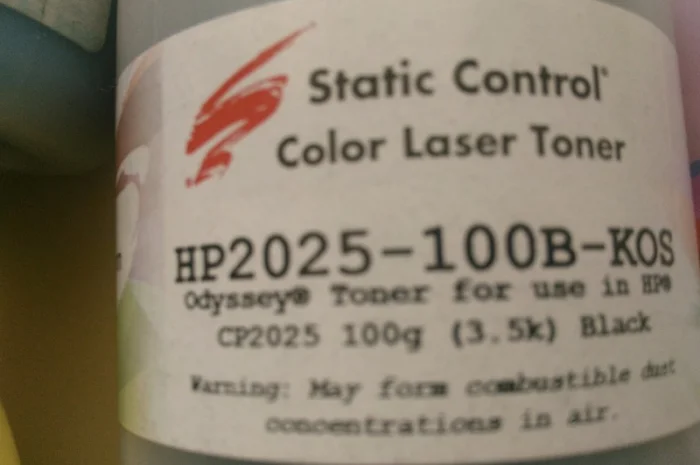 Static Control®
Color Laser Toner
HP2025-100B-KOS
Odyssey® Toner for use in HP®
CP2025 100g (3.5k) Black
Warning: May form combustible dust
concentrations in air.